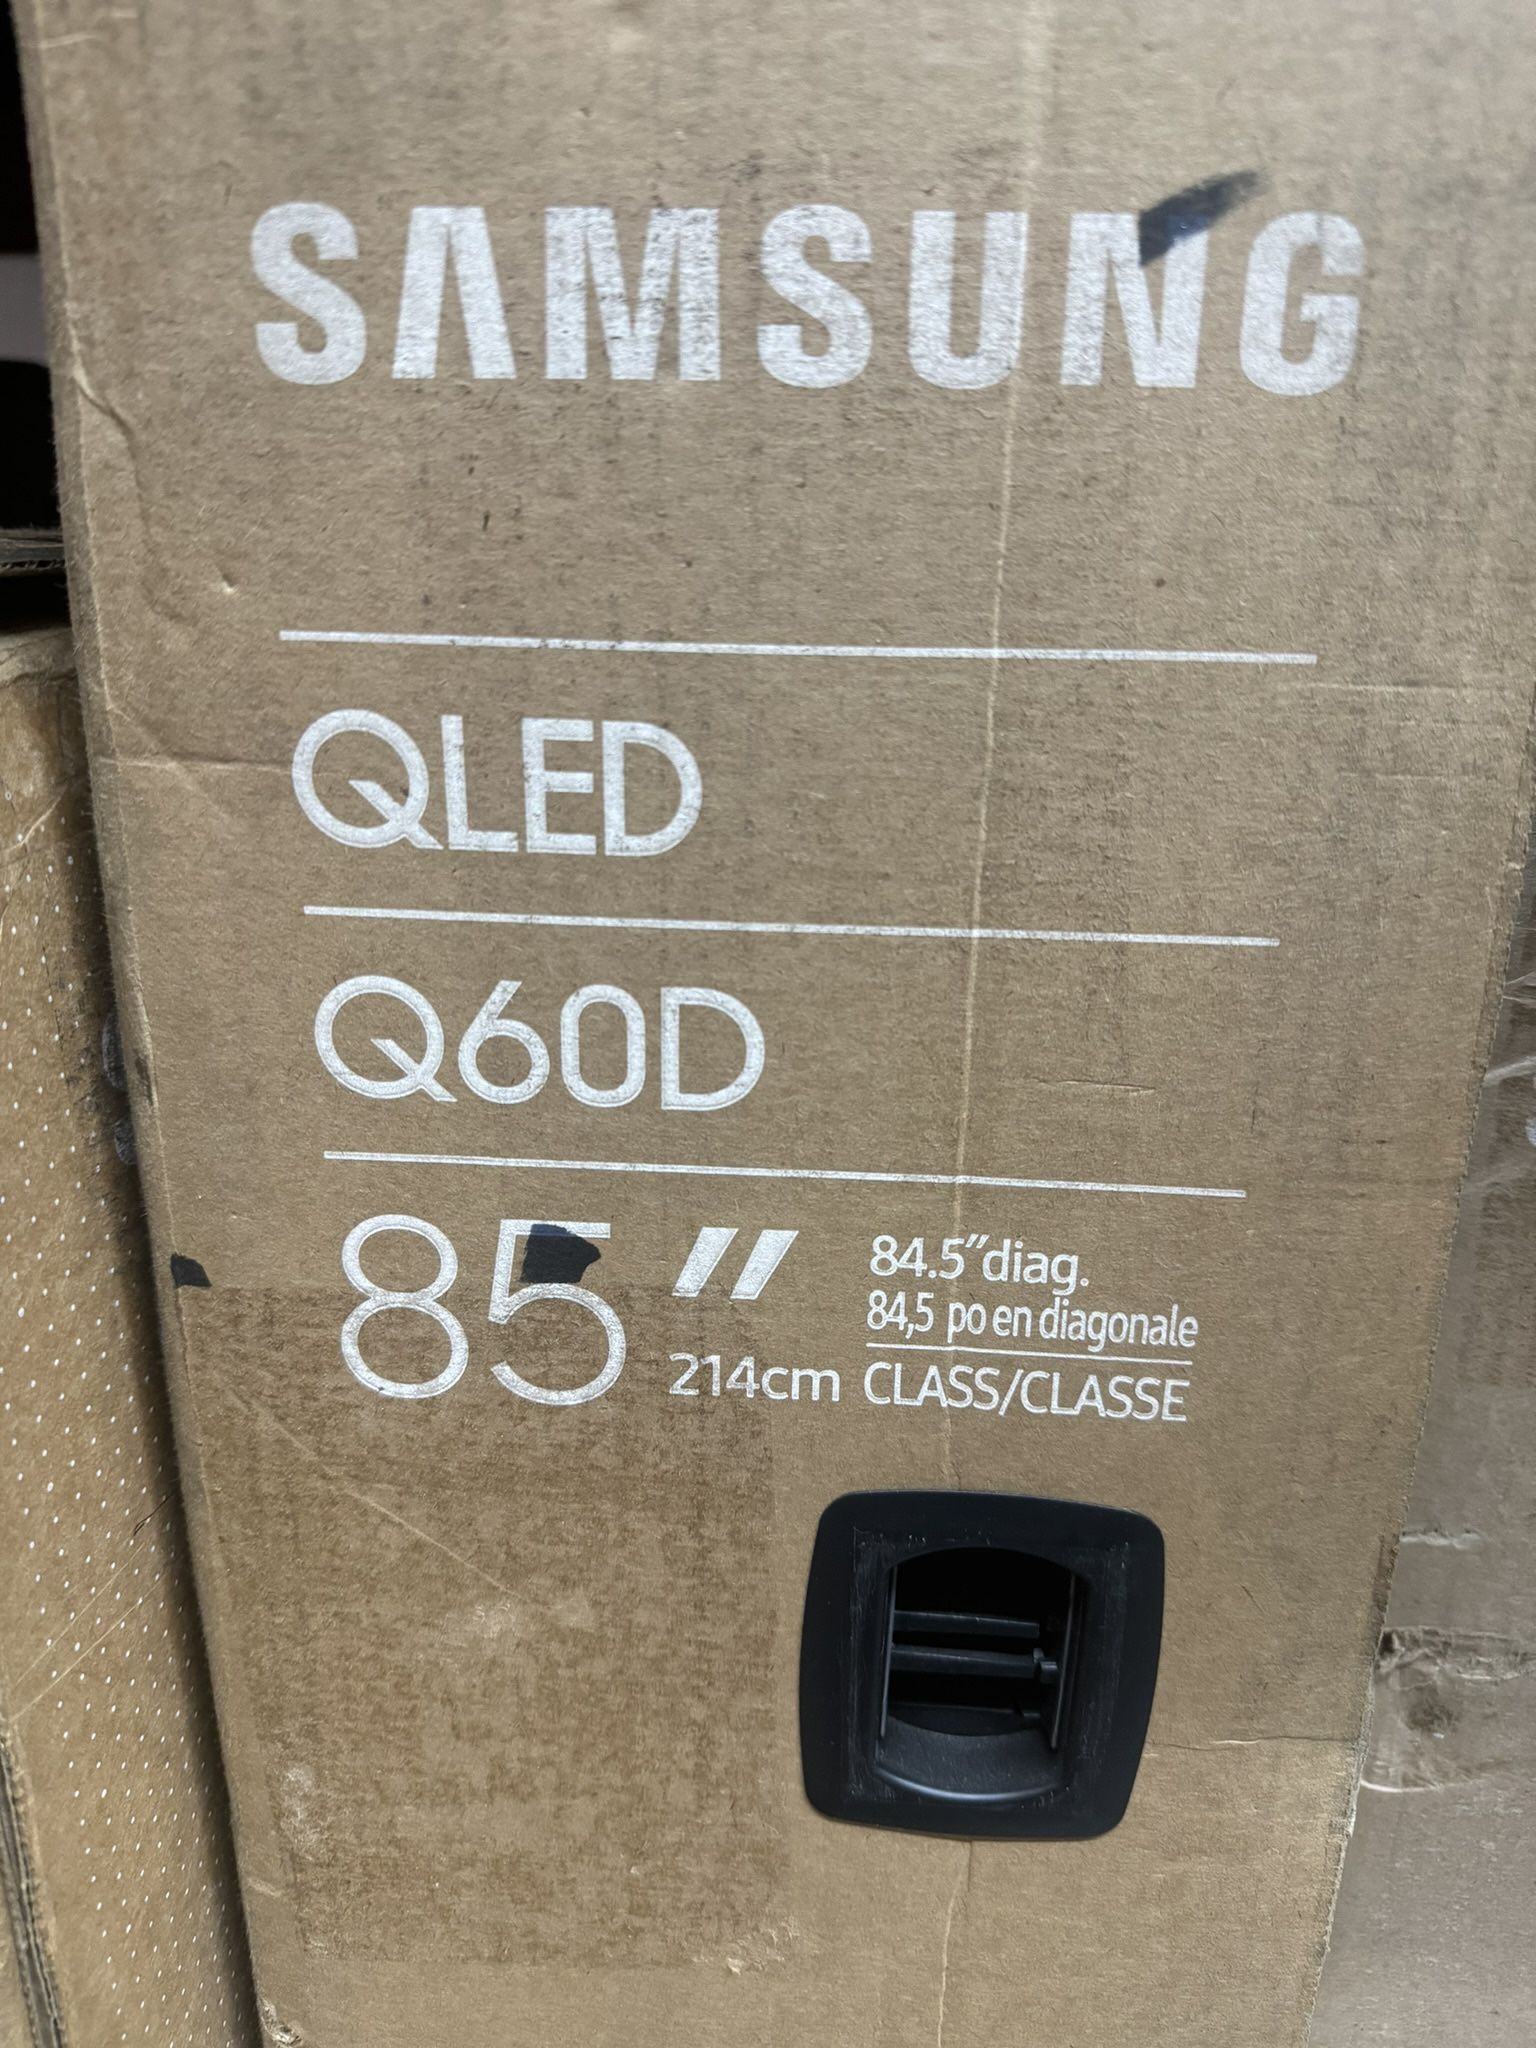 SAMSUNG
QLED
Q60D
85"
214cm
84.5"diag.
84,5 po en diagonale
CLASS/CLASSE